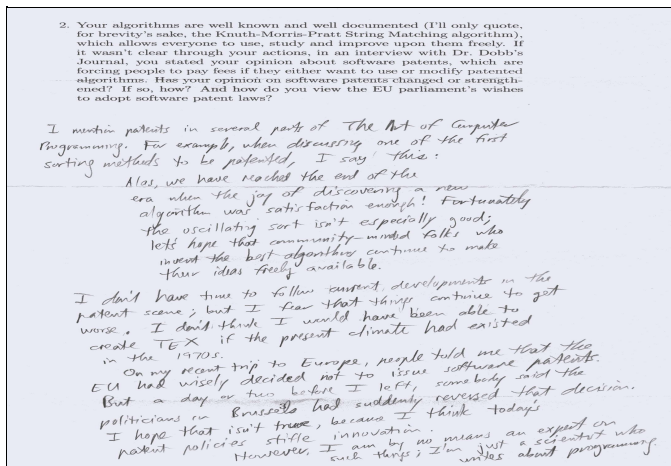 2. Your algorithms are well known and well documented (I'll only quote,
for brevity's sake, the Knuth-Morris-Pratt String Matching algorithm),
which allows everyone to use, study and improve upon them freely. If
it wasn't clear through your actions, in an interview with Dr. Dobb's
Journal, you stated your opinion about software patents, which are
forcing people to pay fees if they either want to use or modify patented
algorithms. Has your opinion on software patents changed or strength-
ened? If so, how? And how do you view the EU parliament's wishes
to adopt software patent laws?
I mention patents in several parts of The Art of Computer
Programming. For example, when discussing one of the first
sorting methods to be patented, I say this:
Alas, we have reached the end of the
era when the joy of discovering a new
algorithm was satisfaction enough! Fortunately
the oscillating sort isn't especially good;
let's hope that community-minded folks who
invent the best algorithms continue to make
their ideas freely available.
I don't have time to follow current developments in the
patent scene; but I fear that things continue to get
worse. I don't think I would have been able to
create TEX if the present climate had existed
in the 1970s.
On my recent trip to Europe, people told me that the
EU had wisely decided not to issue software patents.
But a day or two before I left, somebody said the
politicians in Brussels had suddenly reversed that decision.
I hope that isn't true, because I think today's
patent policies stifle innovation.
However, I am by no means an expert on
such things; I'm just a scientist who
writes about programming.